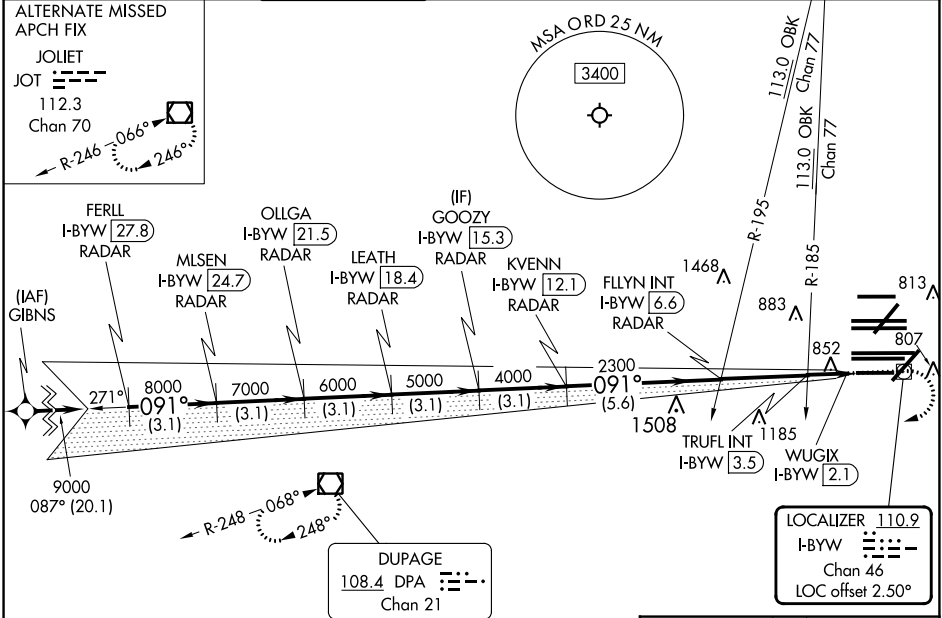 ALTERNATE MISSED
APCH FIX
JOLIET
JOT
112.3
Chan 70
R-246
066°
246°
MSA ORD 25 NM
3400
113.0 OBK
Chan 77
113.0 OBK
Chan 77
R-195
R-185
(IAF)
GIBNS
FERLL
I-BYW 27.8
RADAR
MLSEN
I-BYW 24.7
RADAR
OLLGA
I-BYW 21.5
RADAR
LEATH
I-BYW 18.4
RADAR
(IF)
GOOZY
I-BYW 15.3
RADAR
KVENN
I-BYW 12.1
RADAR
FLLYN INT
I-BYW 6.6
RADAR
1468
883
813
852
807
271°
8000
091°
(3.1)
7000
(3.1)
6000
(3.1)
5000
(3.1)
4000
(3.1)
2300
091°
(5.6)
1508
1185
TRUFL INT
I-BYW 3.5
WUGIX
I-BYW 2.1
9000
087° (20.1)
R-248
068°
248°
DUPAGE
108.4 DPA
Chan 21
LOCALIZER 110.9
I-BYW
Chan 46
LOC offset 2.50°